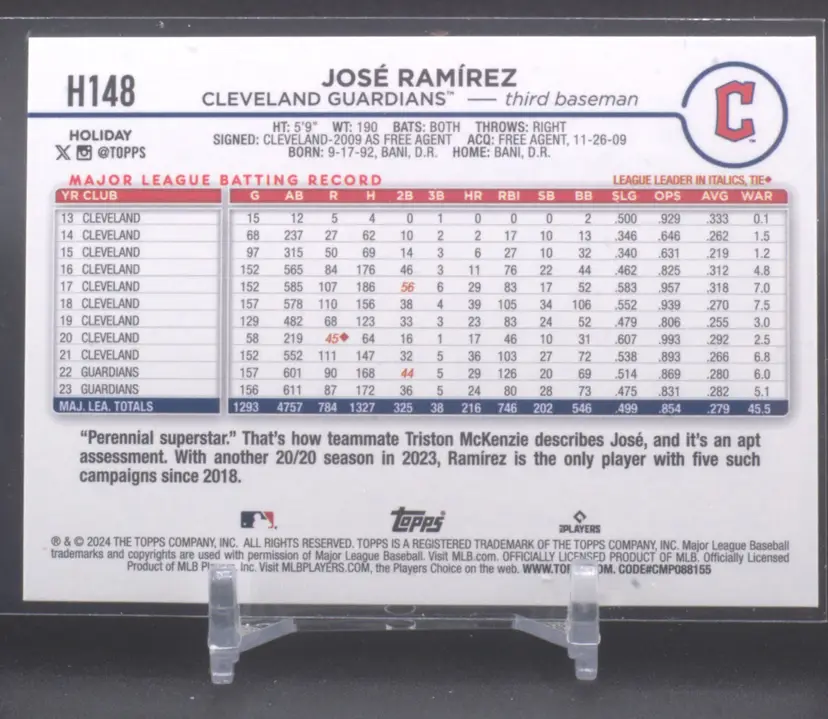 H148
JOSÉ RAMÍREZ
CLEVELAND GUARDIANS™ — third baseman
C
HOLIDAY
X @TOPPS
HT: 5'9" WT: 190 BATS: BOTH THROWS: RIGHT
SIGNED: CLEVELAND-2009 AS FREE AGENT ACQ: FREE AGENT, 11-26-09
BORN: 9-17-92, BANI, D.R. HOME: BANI, D.R.
MAJOR LEAGUE BATTING RECORD LEAGUE LEADER IN ITALICS, TIE◆
YR CLUB G AB R H 2B 3B HR RBI SB BB SLG OPS AVG WAR
13 CLEVELAND 15 12 5 4 0 1 0 0 0 2 .500 .929 .333 0.1
14 CLEVELAND 68 237 27 62 10 2 2 17 10 13 .346 .646 .262 1.5
15 CLEVELAND 97 315 50 69 14 3 6 27 10 32 .340 .631 .219 1.2
16 CLEVELAND 152 565 84 176 46 3 11 76 22 44 .462 .825 .312 4.8
17 CLEVELAND 152 585 107 186 56 6 29 83 17 52 .583 .957 .318 7.0
18 CLEVELAND 157 578 110 156 38 4 39 105 34 106 .552 .939 .270 7.5
19 CLEVELAND 129 482 68 123 33 3 23 83 24 52 .479 .806 .255 3.0
20 CLEVELAND 58 219 45◆ 64 16 1 17 46 10 31 .607 .993 .292 2.5
21 CLEVELAND 152 552 111 147 32 5 36 103 27 72 .538 .893 .266 6.8
22 GUARDIANS 157 601 90 168 44 5 29 126 20 69 .514 .869 .280 6.0
23 GUARDIANS 156 611 87 172 36 5 24 80 28 73 .475 .831 .282 5.1
MAJ. LEA. TOTALS 1293 4757 784 1327 325 38 216 746 202 546 .499 .854 .279 45.5
"Perennial superstar." That's how teammate Triston McKenzie describes José, and it's an apt
assessment. With another 20/20 season in 2023, Ramírez is the only player with five such
campaigns since 2018.
Topps
PLAYERS
® & © 2024 THE TOPPS COMPANY, INC. ALL RIGHTS RESERVED. TOPPS IS A REGISTERED TRADEMARK OF THE TOPPS COMPANY, INC. Major League Baseball
trademarks and copyrights are used with permission of Major League Baseball. Visit MLB.com. OFFICIALLY LICENSED PRODUCT OF MLB. Officially Licensed
Product of MLB Inc. Visit MLBPLAYERS.COM, the Players Choice on the web. CODE#CMP088155